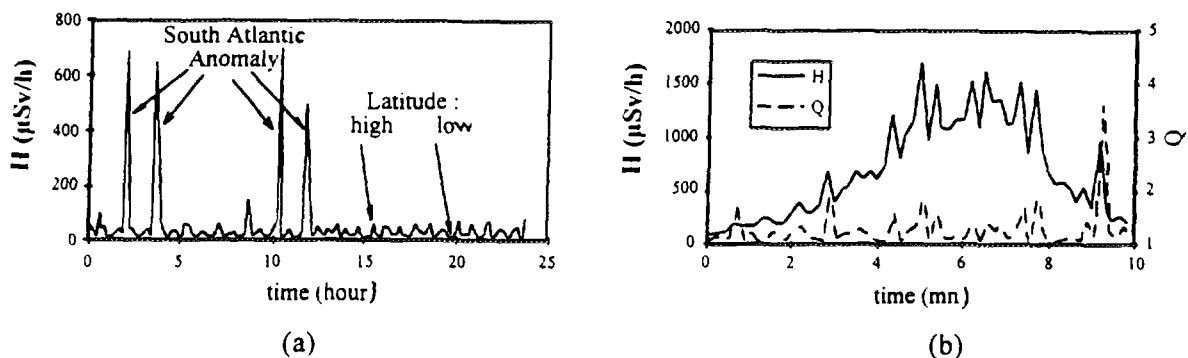 800
600
400
200
0
H (μSv/h)
South Atlantic
Anomaly
Latitude :
high low
0 5 10 15 20 25
time (hour)
(a)
2000
1500
1000
500
0
H (μSv/h)
H
Q
5
4
3
2
1
Q
0 2 4 6 8 10
time (mn)
(b)